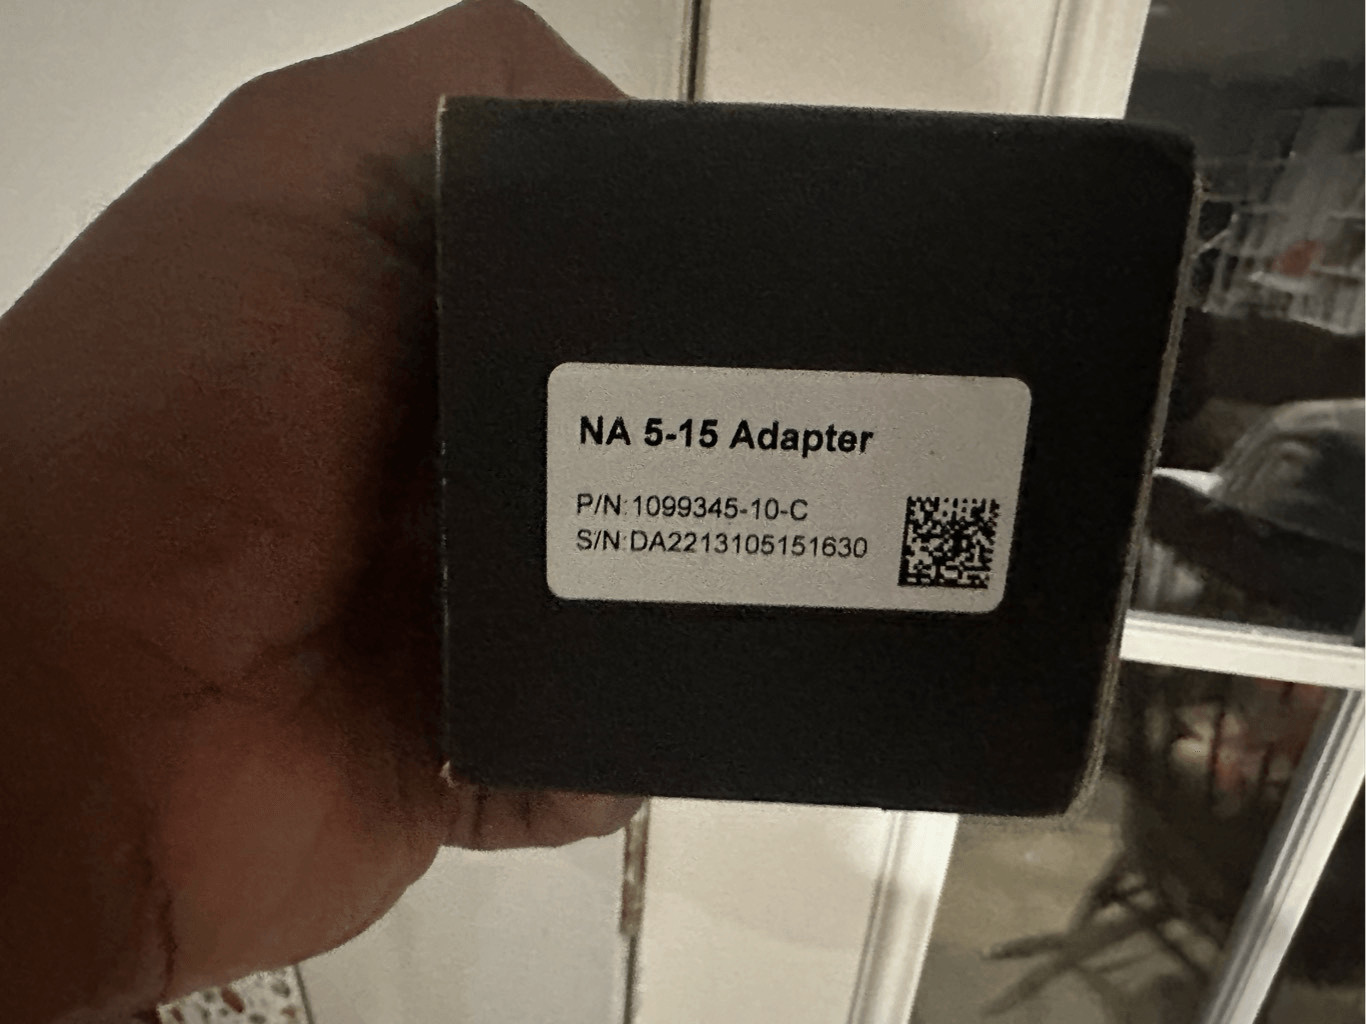 NA 5-15 Adapter
P/N:1099345-10-C
S/N:DA2213105151630